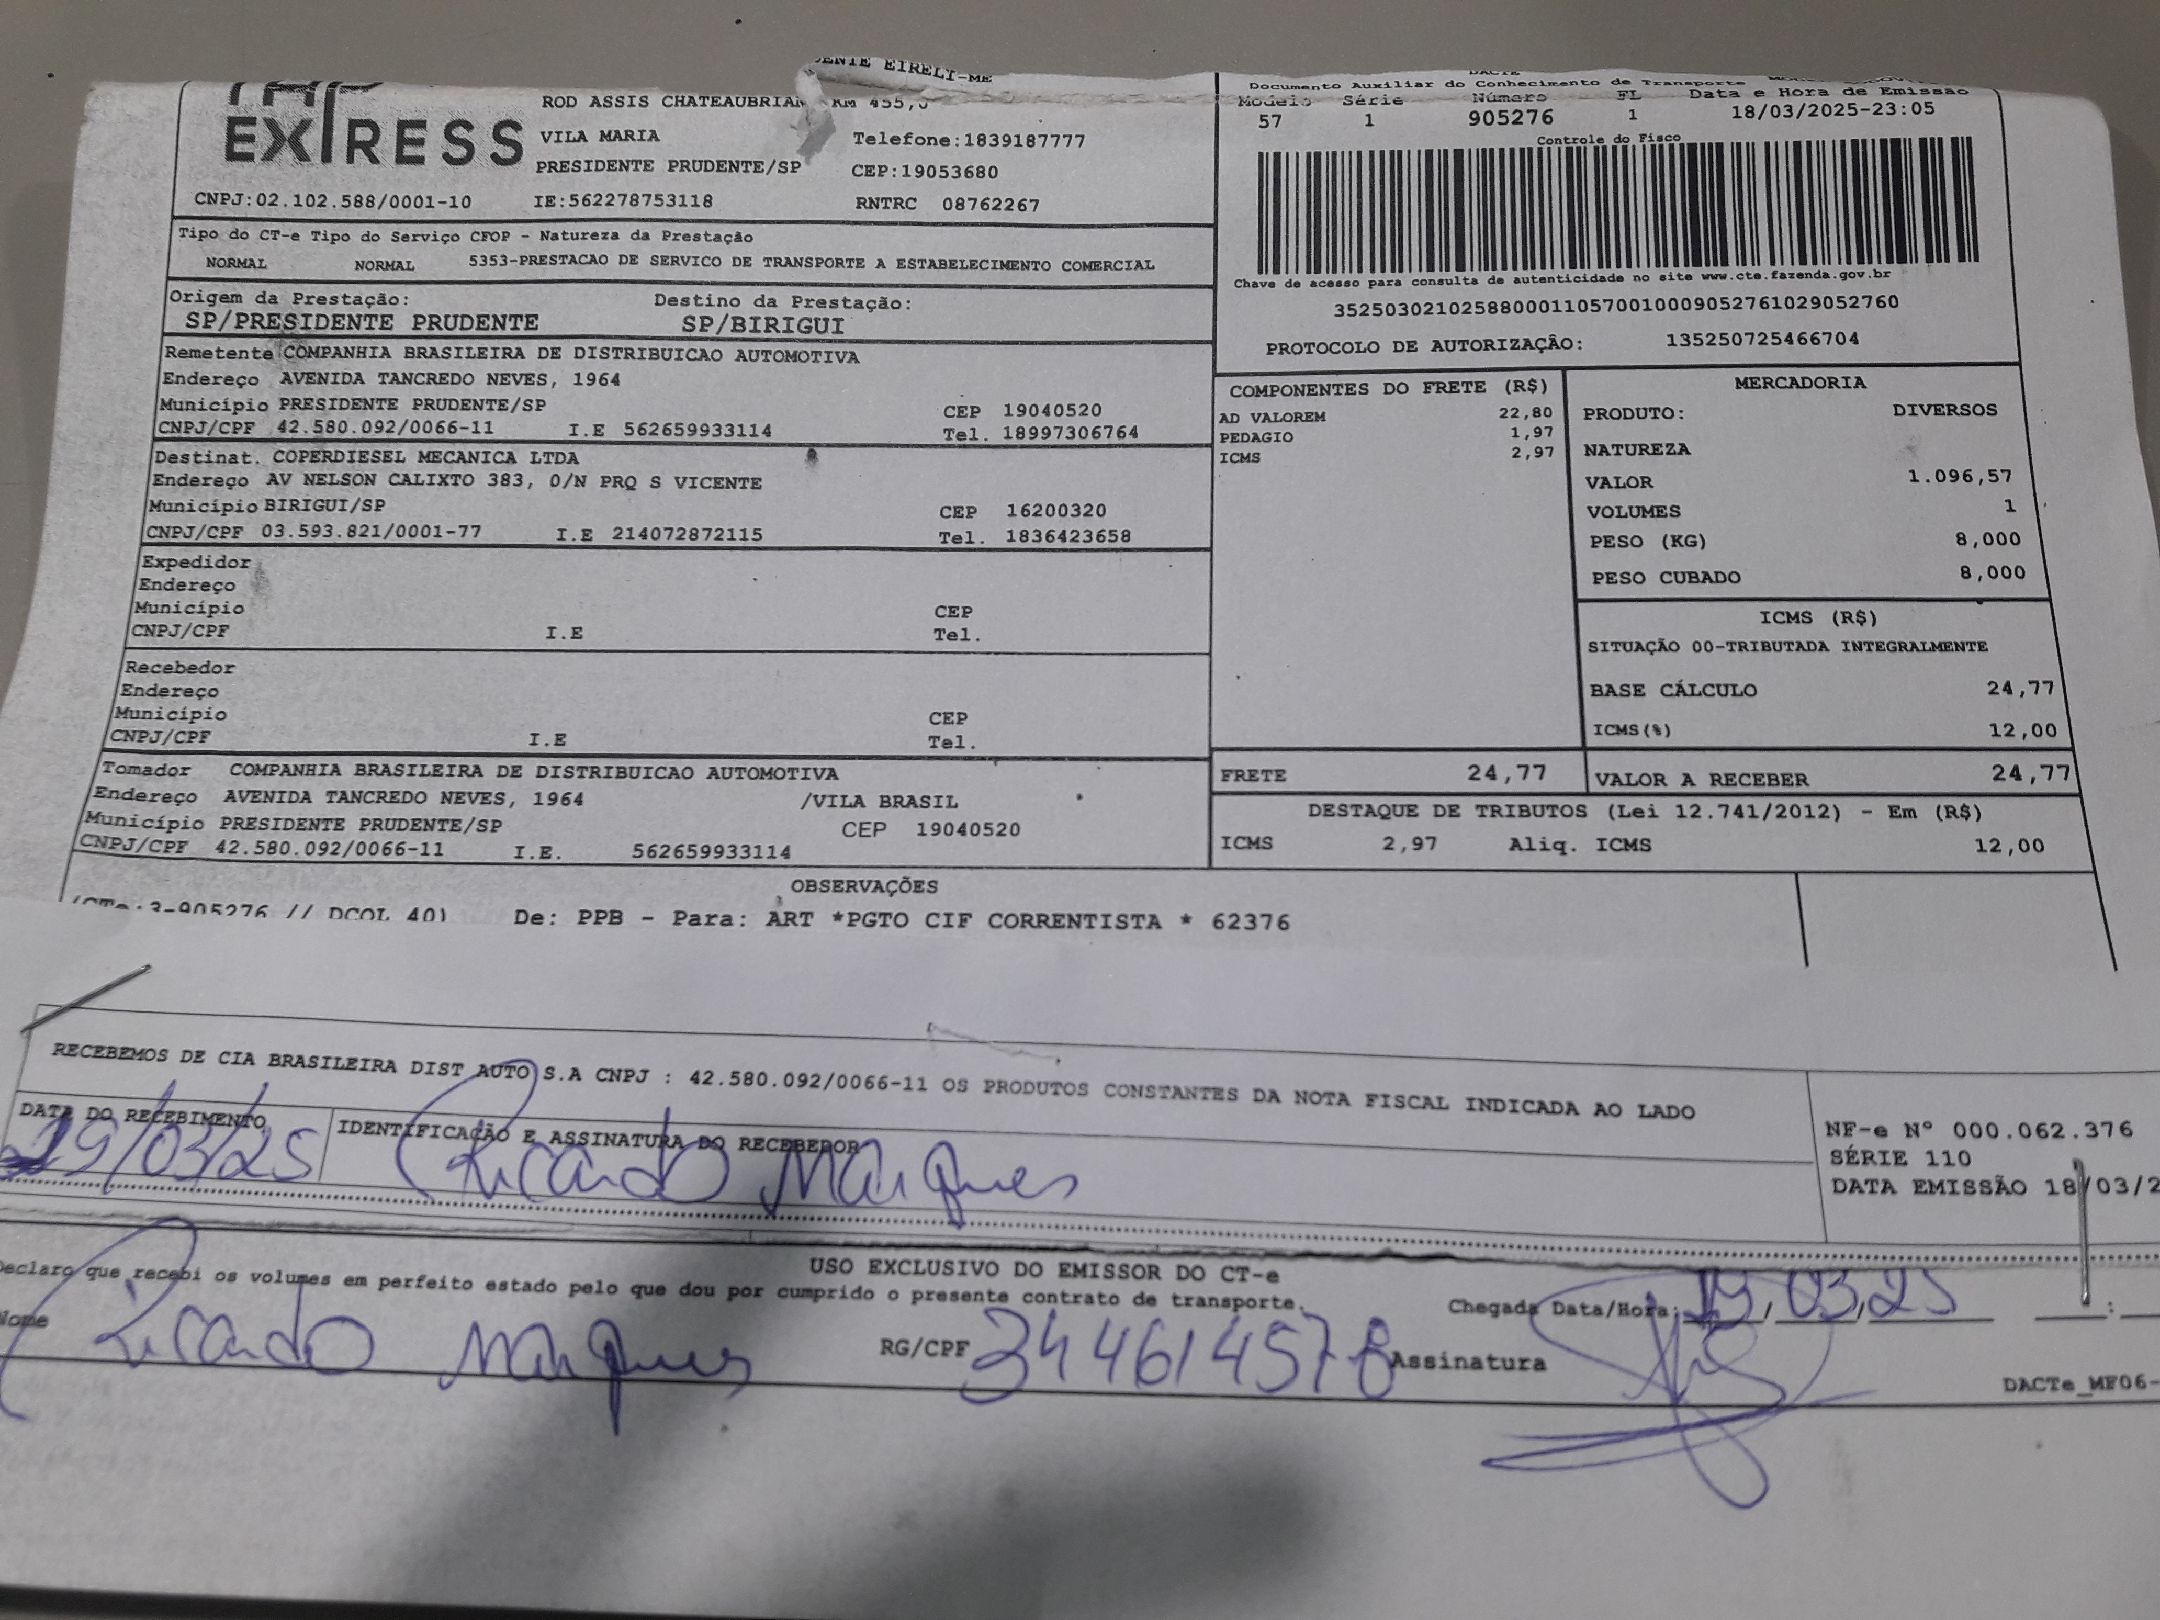 EXPRESS
ENTE EIRELI-ME
ROD ASSIS CHATEAUBRIAN KM 455,0
VILA MARIA Telefone:1839187777
PRESIDENTE PRUDENTE/SP CEP:19053680
CNPJ:02.102.588/0001-10 IE:562278753118 RNTRC 08762267
DACTE
Documento Auxiliar do Conhecimento de Transporte
Modelo Série Número FL Data e Hora de Emissão
57 1 905276 1 18/03/2025-23:05
Controle do Fisco
Chave de acesso para consulta de autenticidade no site www.cte.fazenda.gov.br
35250302102588000110570010009052761029052760
PROTOCOLO DE AUTORIZAÇÃO: 135250725466704
Tipo do CT-e Tipo do Serviço CFOP - Natureza da Prestação
NORMAL NORMAL 5353-PRESTACAO DE SERVICO DE TRANSPORTE A ESTABELECIMENTO COMERCIAL
Origem da Prestação: Destino da Prestação:
SP/PRESIDENTE PRUDENTE SP/BIRIGUI
Remetente COMPANHIA BRASILEIRA DE DISTRIBUICAO AUTOMOTIVA
Endereço AVENIDA TANCREDO NEVES, 1964
Município PRESIDENTE PRUDENTE/SP CEP 19040520
CNPJ/CPF 42.580.092/0066-11 I.E 562659933114 Tel. 18997306764
Destinat. COPERDIESEL MECANICA LTDA
Endereço AV NELSON CALIXTO 383, 0/N PRQ S VICENTE
Município BIRIGUI/SP CEP 16200320
CNPJ/CPF 03.593.821/0001-77 I.E 214072872115 Tel. 1836423658
Expedidor
Endereço
Município CEP
CNPJ/CPF I.E Tel.
Recebedor
Endereço
Município CEP
CNPJ/CPF I.E Tel.
Tomador COMPANHIA BRASILEIRA DE DISTRIBUICAO AUTOMOTIVA
Endereço AVENIDA TANCREDO NEVES, 1964 /VILA BRASIL
Município PRESIDENTE PRUDENTE/SP CEP 19040520
CNPJ/CPF 42.580.092/0066-11 I.E. 562659933114
COMPONENTES DO FRETE (R$)
AD VALOREM 22,80
PEDAGIO 1,97
ICMS 2,97
MERCADORIA
PRODUTO: DIVERSOS
NATUREZA
VALOR 1.096,57
VOLUMES 1
PESO (KG) 8,000
PESO CUBADO 8,000
ICMS (R$)
SITUAÇÃO 00-TRIBUTADA INTEGRALMENTE
BASE CÁLCULO 24,77
ICMS(%) 12,00
FRETE 24,77 VALOR A RECEBER 24,77
DESTAQUE DE TRIBUTOS (Lei 12.741/2012) - Em (R$)
ICMS 2,97 Aliq. ICMS 12,00
OBSERVAÇÕES
(CTe:3-905276 // DCOL 40) De: PPB - Para: ART *PGTO CIF CORRENTISTA * 62376
RECEBEMOS DE CIA BRASILEIRA DIST AUTO S.A CNPJ : 42.580.092/0066-11 OS PRODUTOS CONSTANTES DA NOTA FISCAL INDICADA AO LADO
DATA DO RECEBIMENTO IDENTIFICAÇÃO E ASSINATURA DO RECEBEDOR
19/03/25 Ricardo Marques
NF-e Nº 000.062.376
SÉRIE 110
DATA EMISSÃO 18/03/2
USO EXCLUSIVO DO EMISSOR DO CT-e
Declaro que recebi os volumes em perfeito estado pelo que dou por cumprido o presente contrato de transporte. Chegada Data/Hora: 19/03/25 :
Nome Ricardo Marques RG/CPF 344614578 Assinatura
DACTe_MF06-